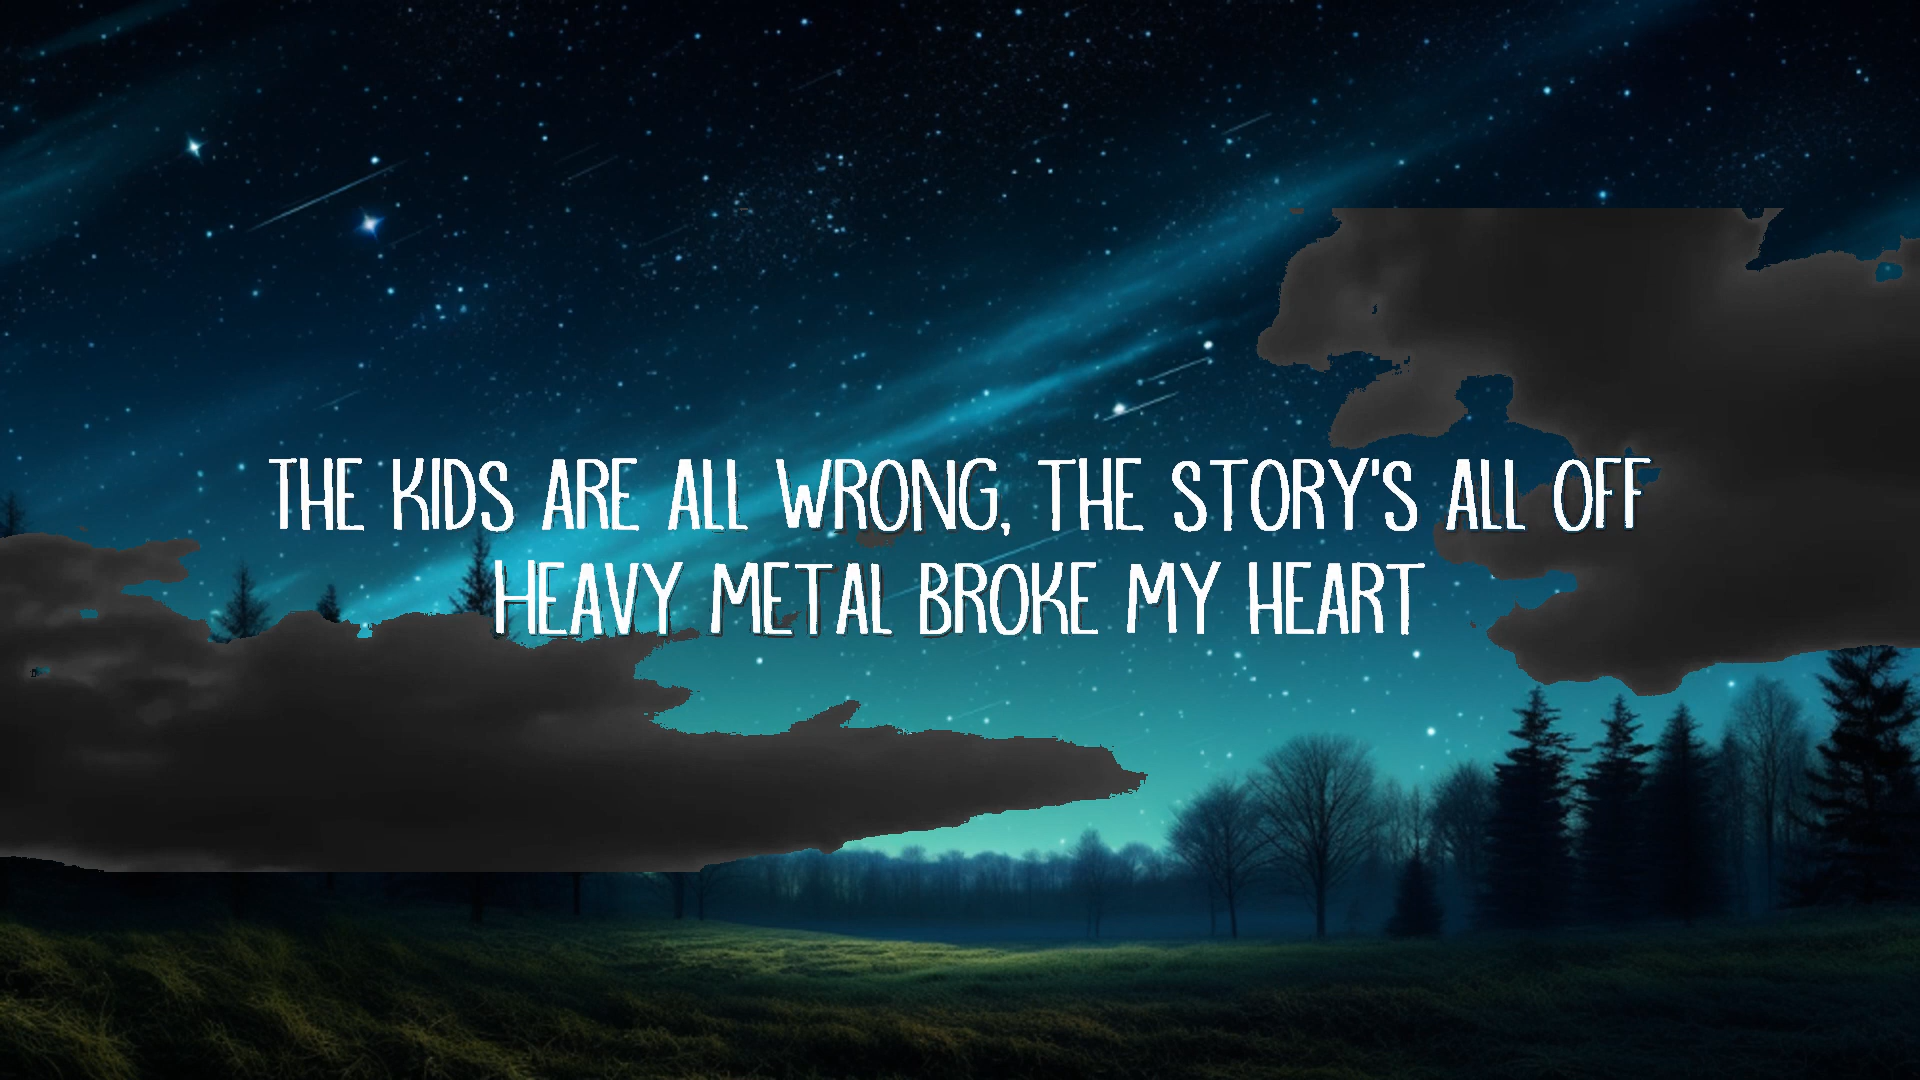 THE KIDS ARE ALL WRONG, THE STORY'S ALL OFF
HEAVY METAL BROKE MY HEART